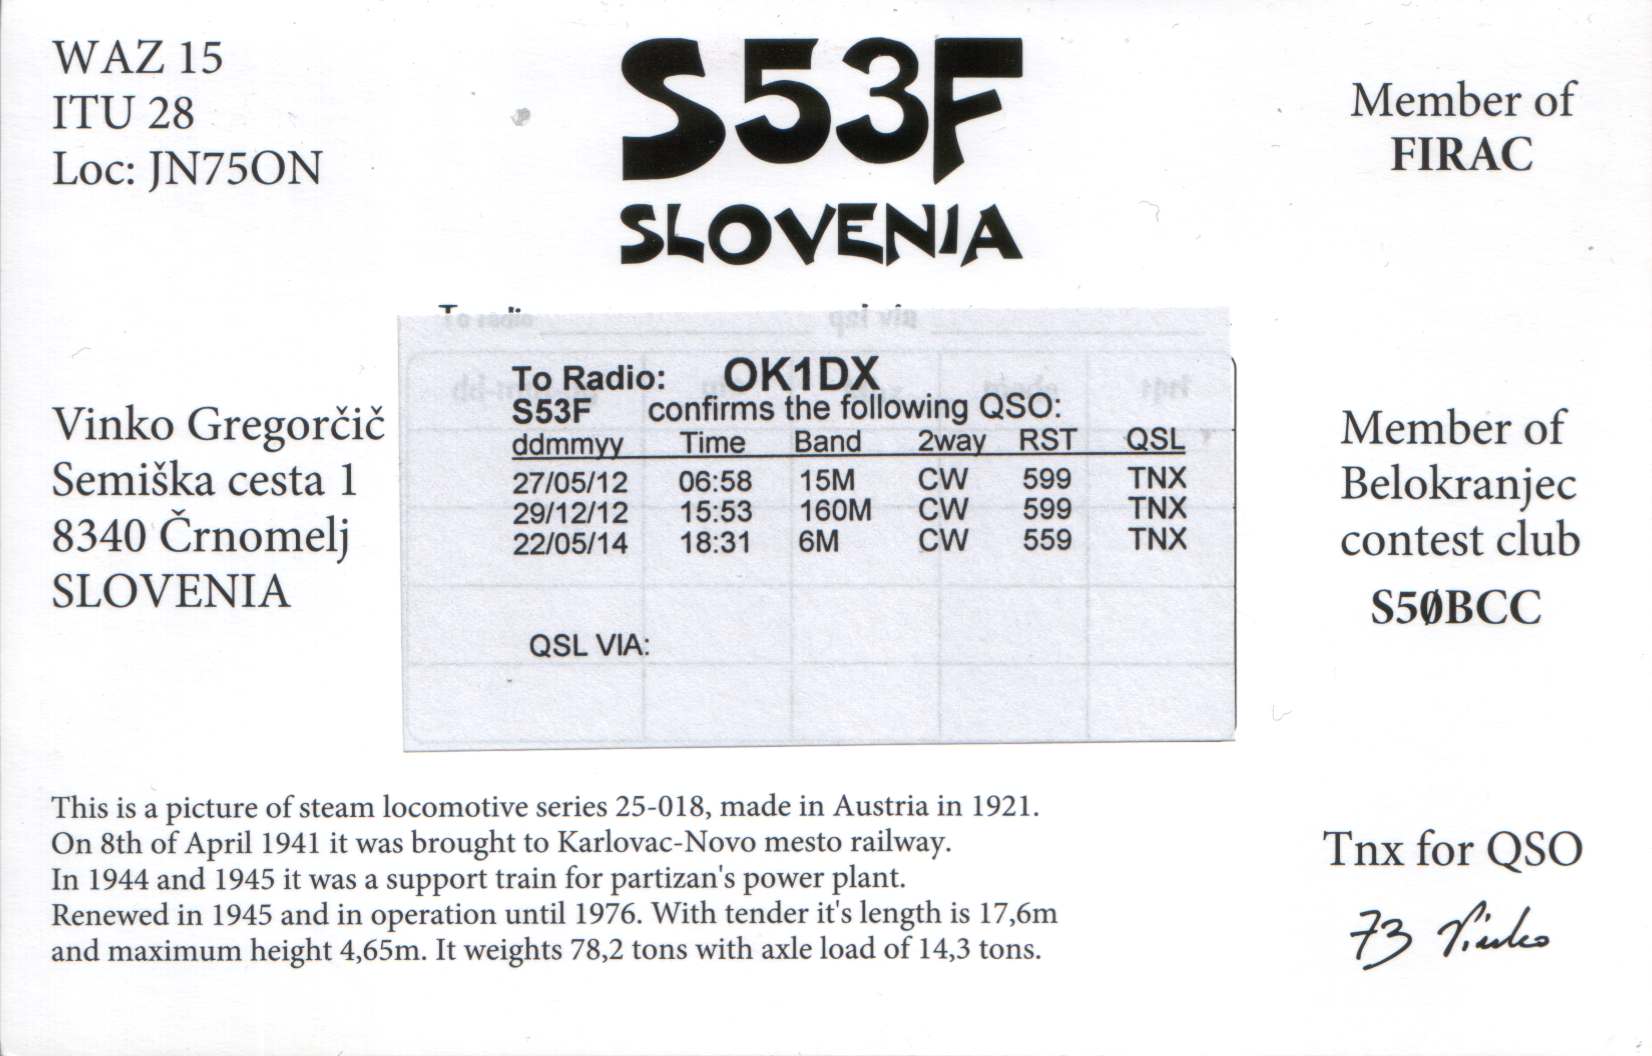 WAZ 15
ITU 28
Loc: JN75ON
S53F
SLOVENIA
Member of
FIRAC
Vinko Gregorčič
Semiška cesta 1
8340 Črnomelj
SLOVENIA
To radio qsl via
To Radio: OK1DX
S53F confirms the following QSO:
ddmmyy Time Band 2way RST QSL
27/05/12 06:58 15M CW 599 TNX
29/12/12 15:53 160M CW 599 TNX
22/05/14 18:31 6M CW 559 TNX
QSL VIA:
Member of
Belokranjec
contest club
S50BCC
This is a picture of steam locomotive series 25-018, made in Austria in 1921.
On 8th of April 1941 it was brought to Karlovac-Novo mesto railway.
In 1944 and 1945 it was a support train for partizan's power plant.
Renewed in 1945 and in operation until 1976. With tender it's length is 17,6m
and maximum height 4,65m. It weights 78,2 tons with axle load of 14,3 tons.
Tnx for QSO
73 Vinko